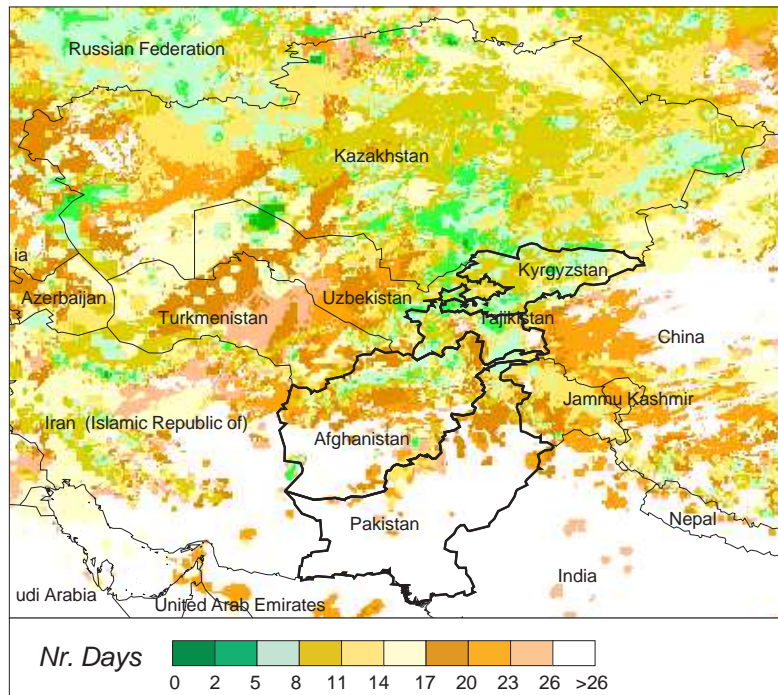 Russian Federation
Kazakhstan
ia
Kyrgyzstan
Azerbaijan
Uzbekistan
Turkmenistan
Tajikistan
China
Jammu Kashmir
Iran (Islamic Republic of)
Afghanistan
Pakistan
Nepal
India
udi Arabia
United Arab Emirates
Nr. Days
0 2 5 8 11 14 17 20 23 26 >26